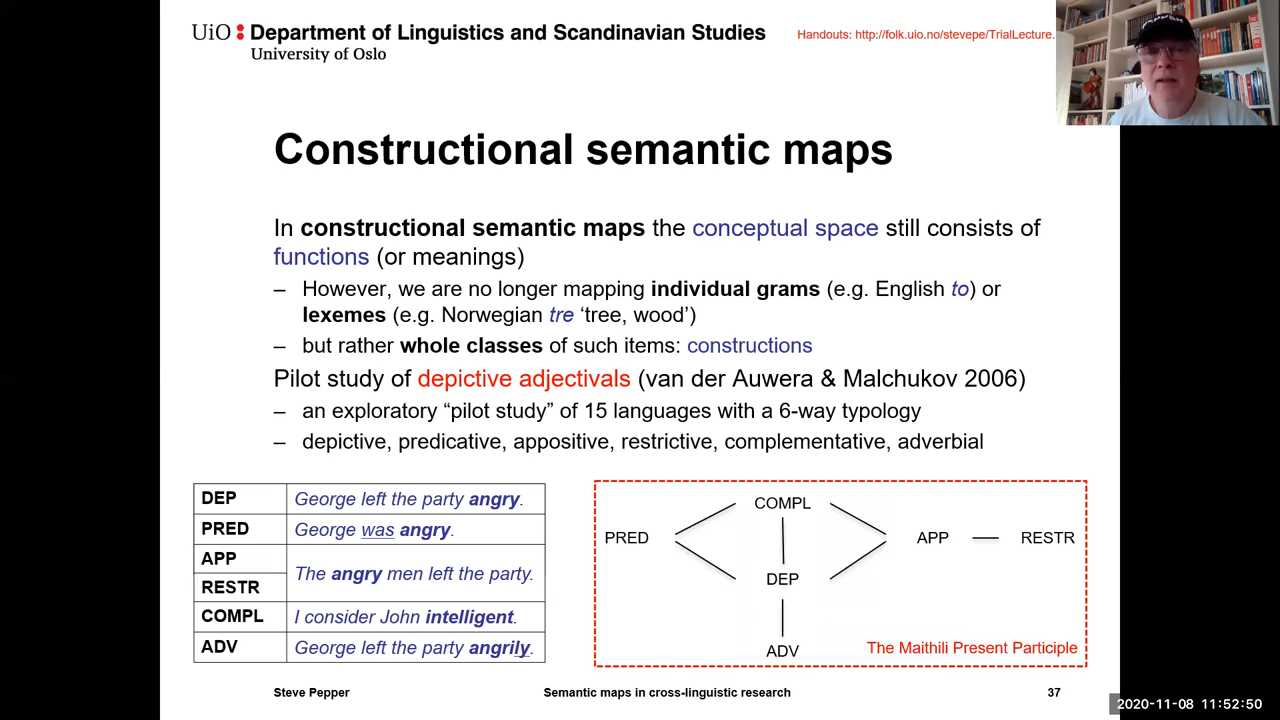 UiO : Department of Linguistics and Scandinavian Studies
University of Oslo
Handouts: http://folk.uio.no/stevepe/TrialLecture.
Constructional semantic maps
In constructional semantic maps the conceptual space still consists of
functions (or meanings)
– However, we are no longer mapping individual grams (e.g. English to) or
lexemes (e.g. Norwegian tre ‘tree, wood’)
– but rather whole classes of such items: constructions
Pilot study of depictive adjectivals (van der Auwera & Malchukov 2006)
– an exploratory “pilot study” of 15 languages with a 6-way typology
– depictive, predicative, appositive, restrictive, complementative, adverbial
DEP George left the party angry.
PRED George was angry.
APP
The angry men left the party.
RESTR
COMPL I consider John intelligent.
ADV George left the party angrily.
COMPL
PRED APP RESTR
DEP
ADV
The Maithili Present Participle
Steve Pepper Semantic maps in cross-linguistic research 37
2020-11-08 11:52:50